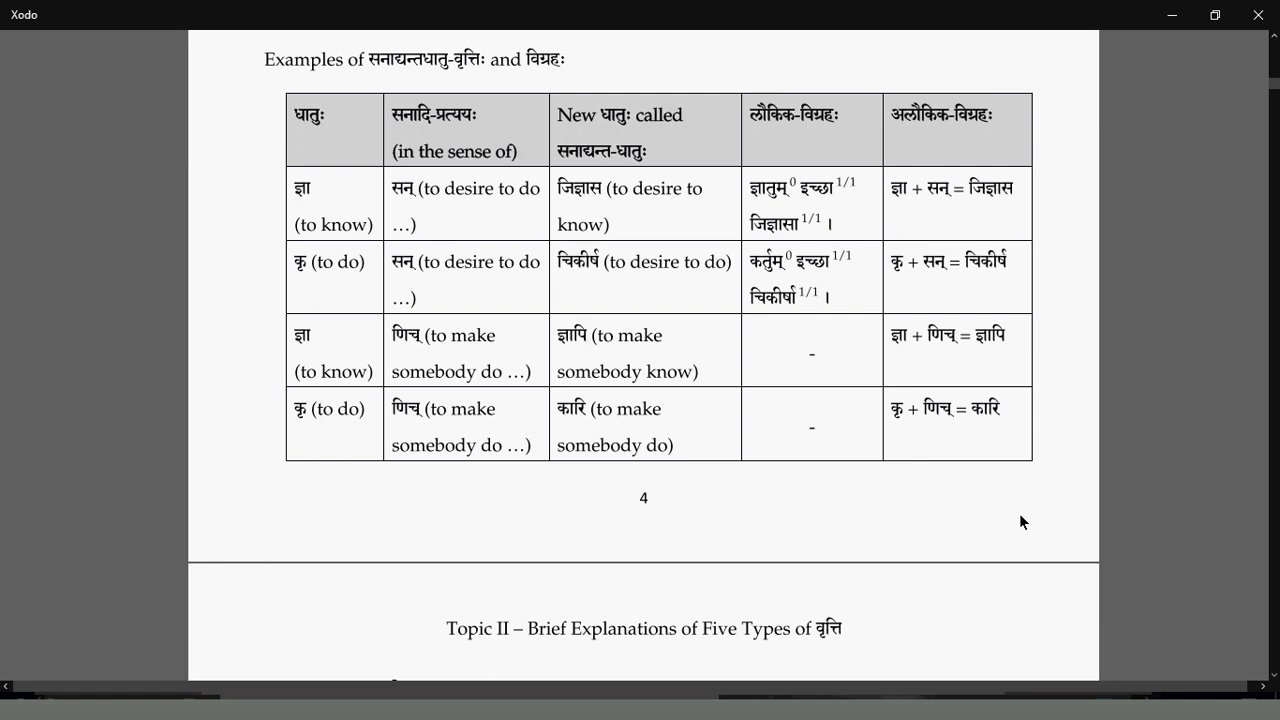 Xodo
Examples of सनाद्यन्तधातु-वृत्तिः and विग्रहः
धातुः सनादि-प्रत्ययः New धातुः called लौकिक-विग्रहः अलौकिक-विग्रहः
(in the sense of) सनाद्यन्त-धातुः
ज्ञा सन् (to desire to do जिज्ञास (to desire to ज्ञातुम् 0 इच्छा 1/1 ज्ञा + सन् = जिज्ञास
(to know) …) know) जिज्ञासा 1/1 ।
कृ (to do) सन् (to desire to do चिकीर्ष (to desire to do) कर्तुम् 0 इच्छा 1/1 कृ + सन् = चिकीर्ष
…) चिकीर्षा 1/1 ।
ज्ञा णिच् (to make ज्ञापि (to make - ज्ञा + णिच् = ज्ञापि
(to know) somebody do …) somebody know)
कृ (to do) णिच् (to make कारि (to make - कृ + णिच् = कारि
somebody do …) somebody do)
4
Topic II – Brief Explanations of Five Types of वृत्ति